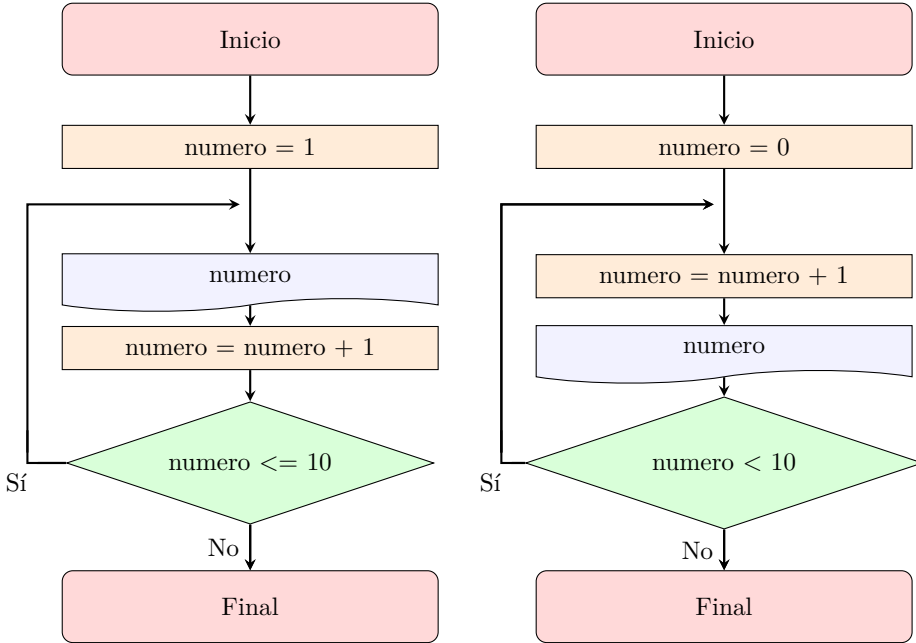 Inicio
numero = 1
numero
numero = numero + 1
numero <= 10
Sí
No
Final
Inicio
numero = 0
numero = numero + 1
numero
numero < 10
Sí
No
Final